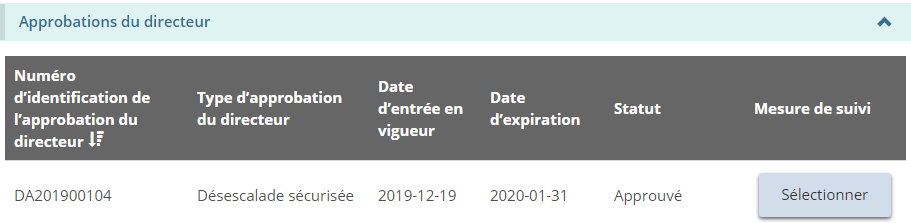 Approbations du directeur
Numéro
d’identification de
l’approbation du
directeur
Type d’approbation
du directeur
Date
d’entrée en
vigueur
Date
d’expiration
Statut
Mesure de suivi
DA201900104
Désescalade sécurisée
2019-12-19
2020-01-31
Approuvé
Sélectionner